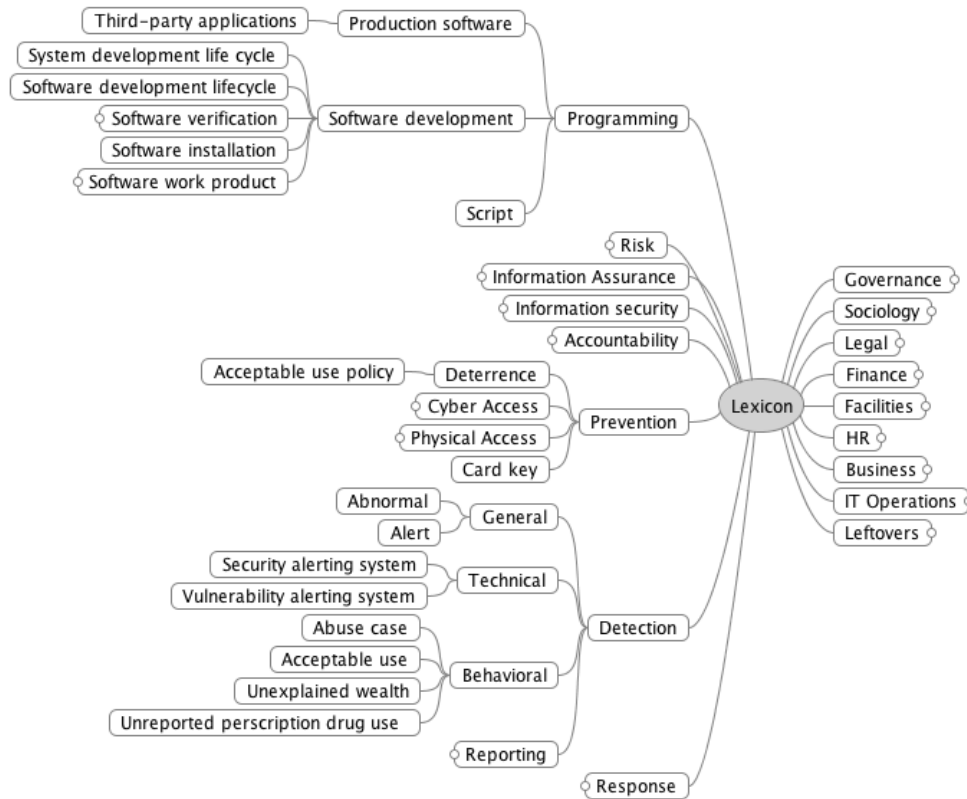 Third-party applications
Production software
System development life cycle
Software development lifecycle
Software verification
Software development
Programming
Software installation
Software work product
Script
Risk
Information Assurance
Information security
Accountability
Acceptable use policy
Deterrence
Cyber Access
Prevention
Physical Access
Card key
Abnormal
General
Alert
Security alerting system
Technical
Vulnerability alerting system
Abuse case
Detection
Acceptable use
Behavioral
Unexplained wealth
Unreported perscription drug use
Reporting
Response
Lexicon
Governance
Sociology
Legal
Finance
Facilities
HR
Business
IT Operations
Leftovers